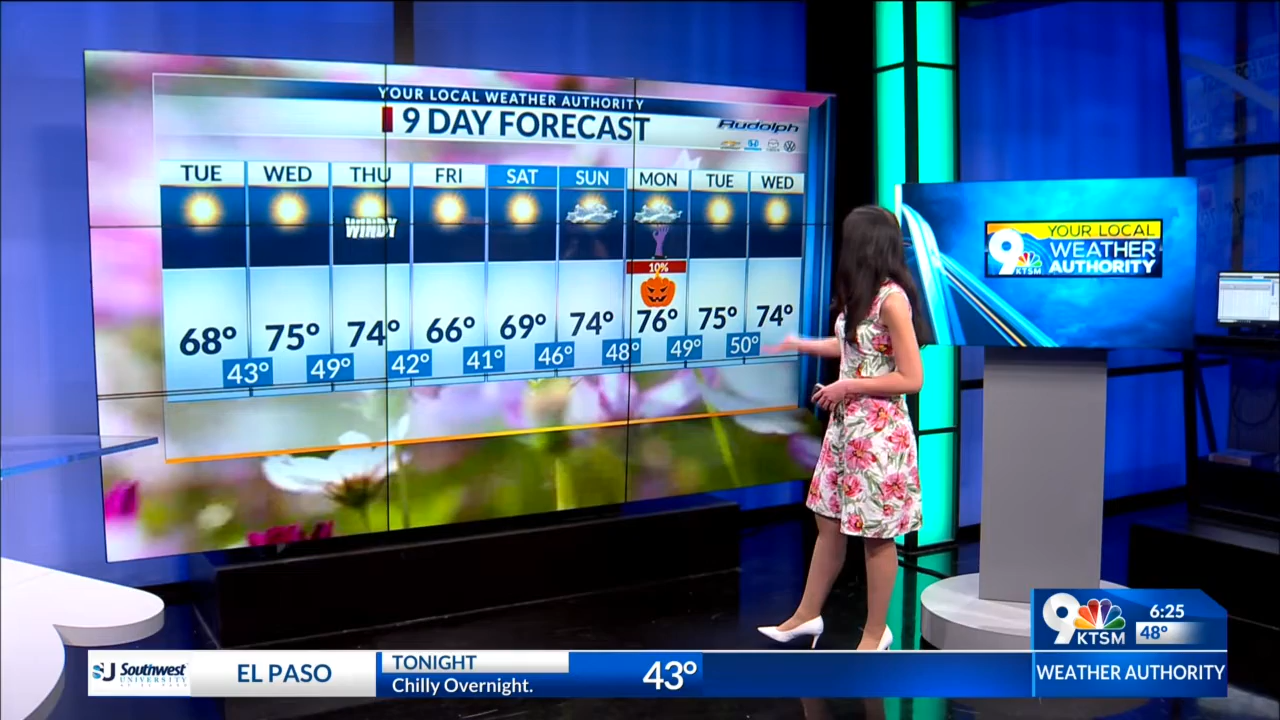 YOUR LOCAL WEATHER AUTHORITY
9 DAY FORECAST
Rudolph
TUE WED THU FRI SAT SUN MON TUE WED
WINDY
10%
68° 75° 74° 66° 69° 74° 76° 75° 74°
43° 49° 42° 41° 46° 48° 49° 50°
9 KTSM
YOUR LOCAL
WEATHER
AUTHORITY
9 KTSM
6:25
48°
WEATHER AUTHORITY
SU Southwest
UNIVERSITY
EL PASO
TONIGHT
Chilly Overnight.
43°